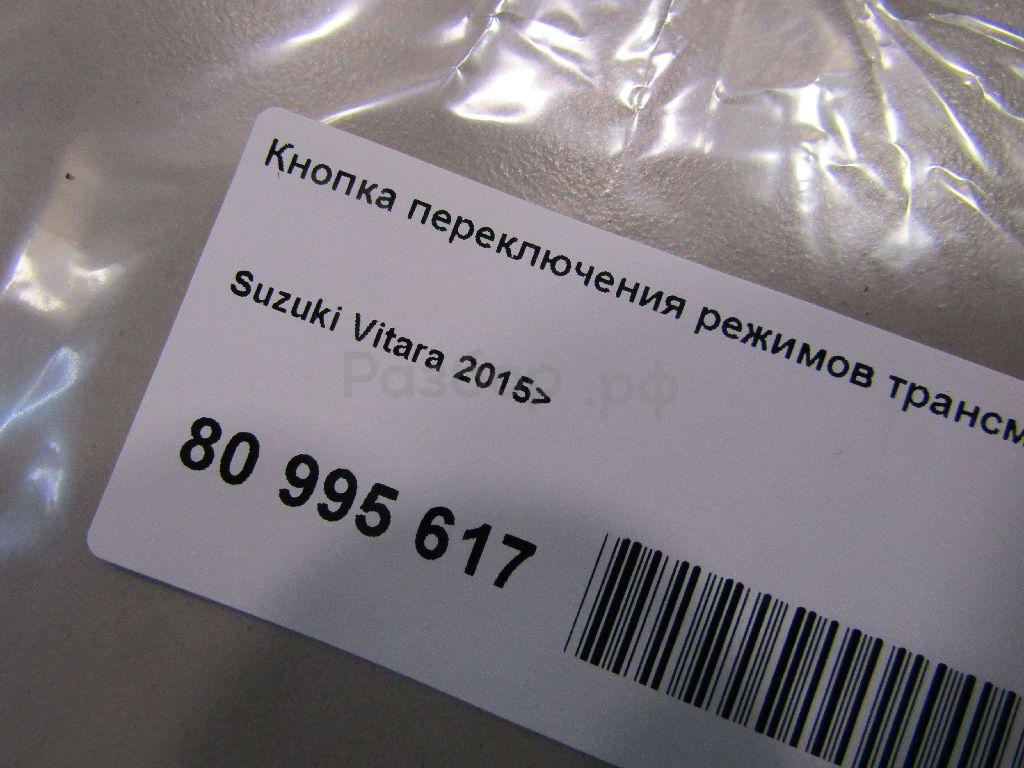 Кнопка переключения режимов трансм
Suzuki Vitara 2015>
80 995 617